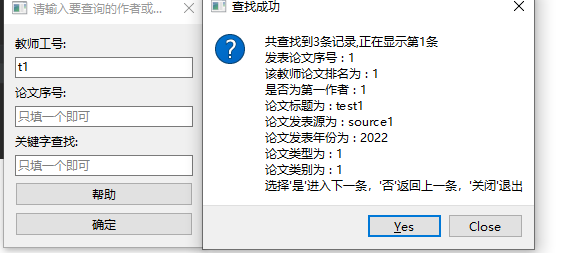 请输入要查询的作者或...
教师工号:
t1
论文序号:
只填一个即可
关键字查找:
只填一个即可
帮助
确定
查找成功
共查找到3条记录,正在显示第1条
发表论文序号：1
该教师论文排名为：1
是否为第一作者：1
论文标题为：test1
论文发表源为：source1
论文发表年份为：2022
论文类型为：1
论文类别为：1
选择'是'进入下一条，'否'返回上一条，'关闭'退出
Yes
Close